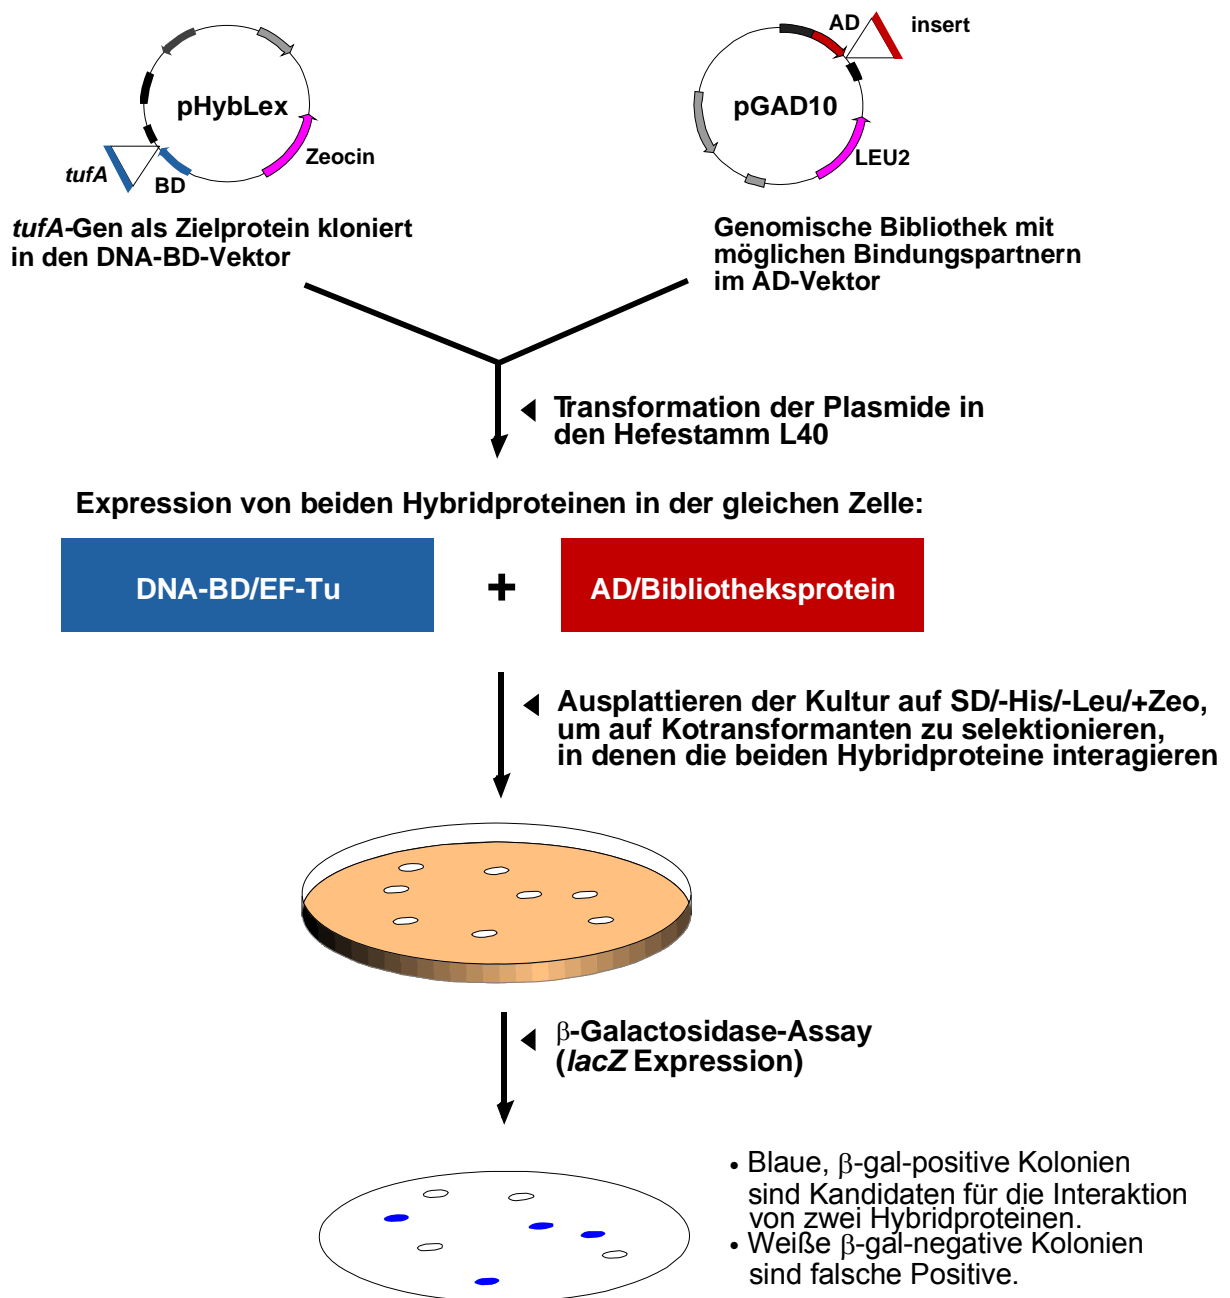 AD
insert
pHybLex
pGAD10
Zeocin
LEU2
tufA
BD
tufA-Gen als Zielprotein kloniert
in den DNA-BD-Vektor
Genomische Bibliothek mit
möglichen Bindungspartnern
im AD-Vektor
Transformation der Plasmide in
den Hefestamm L40
Expression von beiden Hybridproteinen in der gleichen Zelle:
DNA-BD/EF-Tu
+
AD/Bibliotheksprotein
Ausplattieren der Kultur auf SD/-His/-Leu/+Zeo,
um auf Kotransformanten zu selektionieren,
in denen die beiden Hybridproteine interagieren
β-Galactosidase-Assay
(lacZ Expression)
• Blaue, β-gal-positive Kolonien
sind Kandidaten für die Interaktion
von zwei Hybridproteinen.
• Weiße β-gal-negative Kolonien
sind falsche Positive.